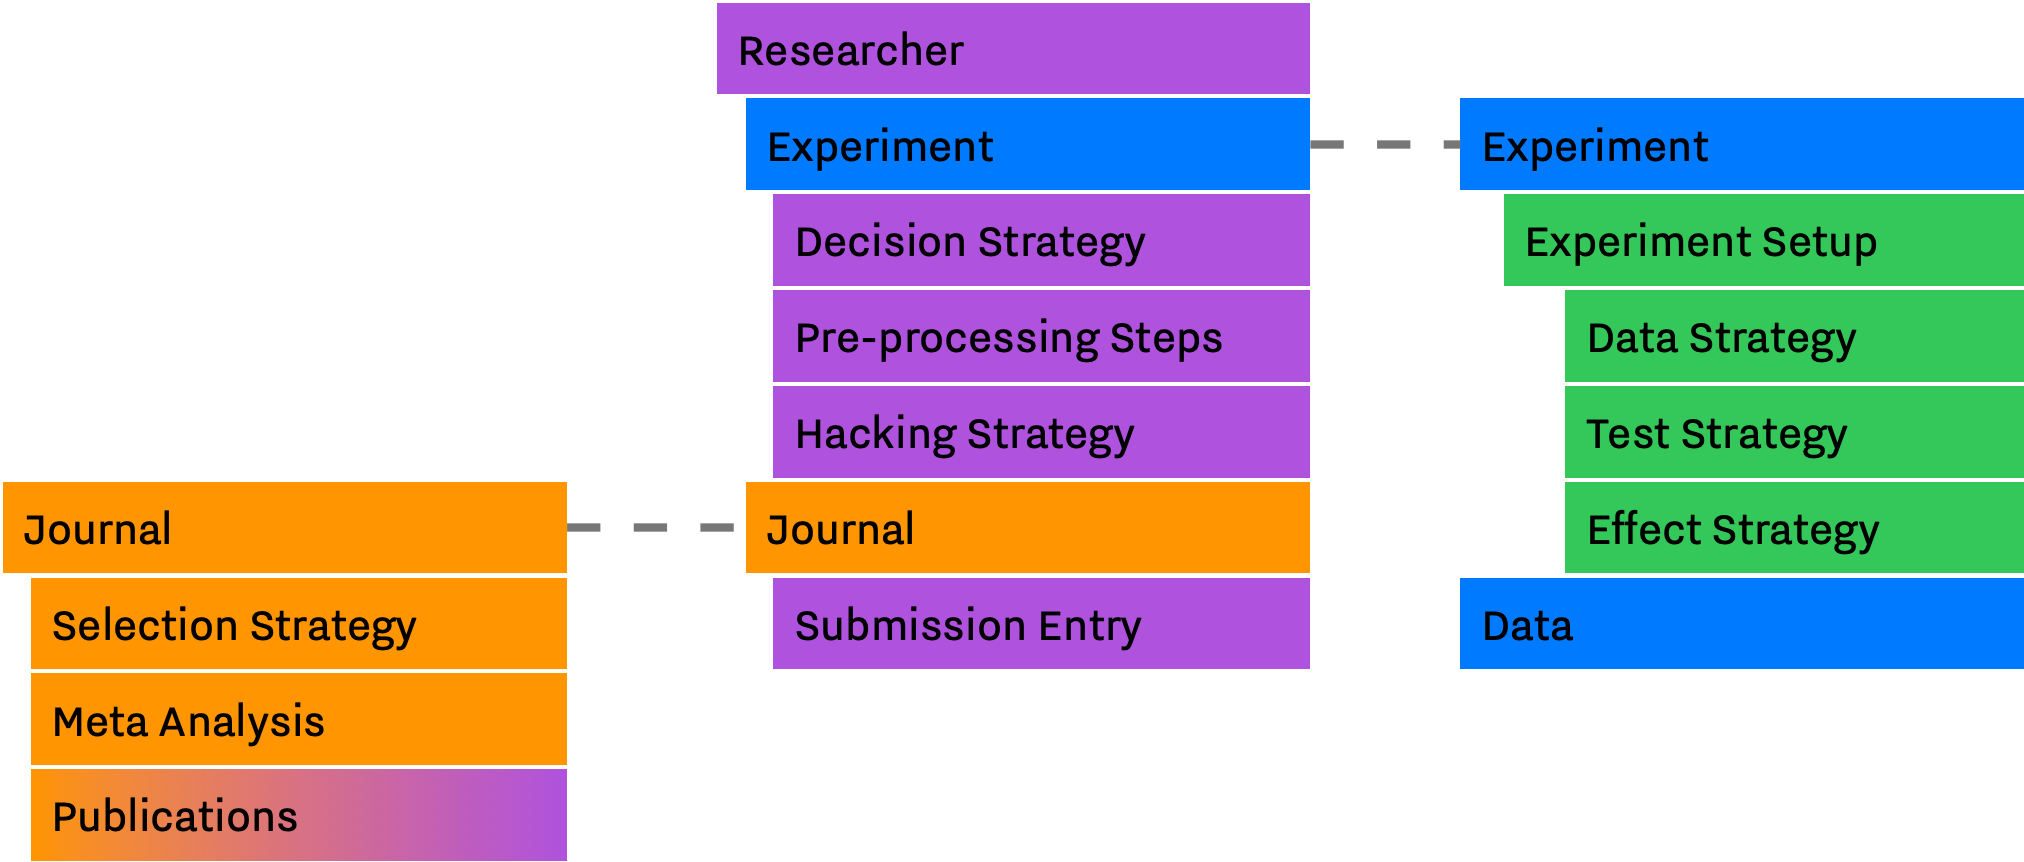 Researcher
Experiment
Decision Strategy
Pre-processing Steps
Hacking Strategy
Journal
Submission Entry
Experiment
Experiment Setup
Data Strategy
Test Strategy
Effect Strategy
Data
Journal
Selection Strategy
Meta Analysis
Publications